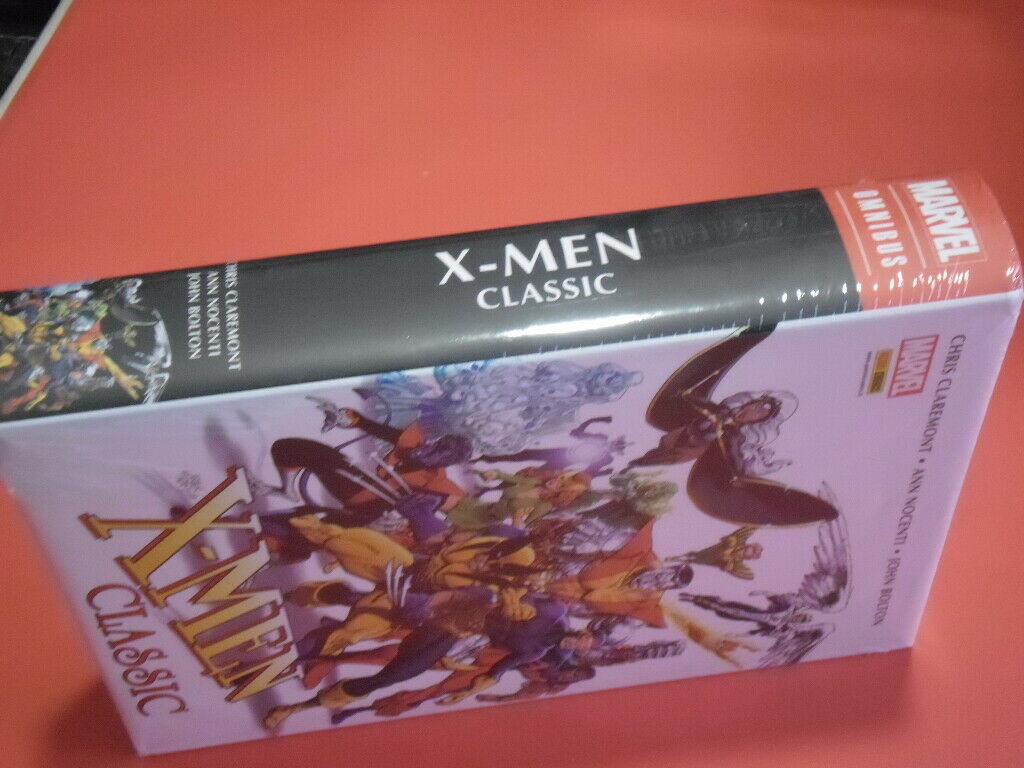 MARVEL
OMNIBUS
X-MEN
CLASSIC
CHRIS CLAREMONT
ANN NOCENTI
JOHN BOLTON
CHRIS CLAREMONT • ANN NOCENTI • JOHN BOLTON
MARVEL
X-MEN
CLASSIC